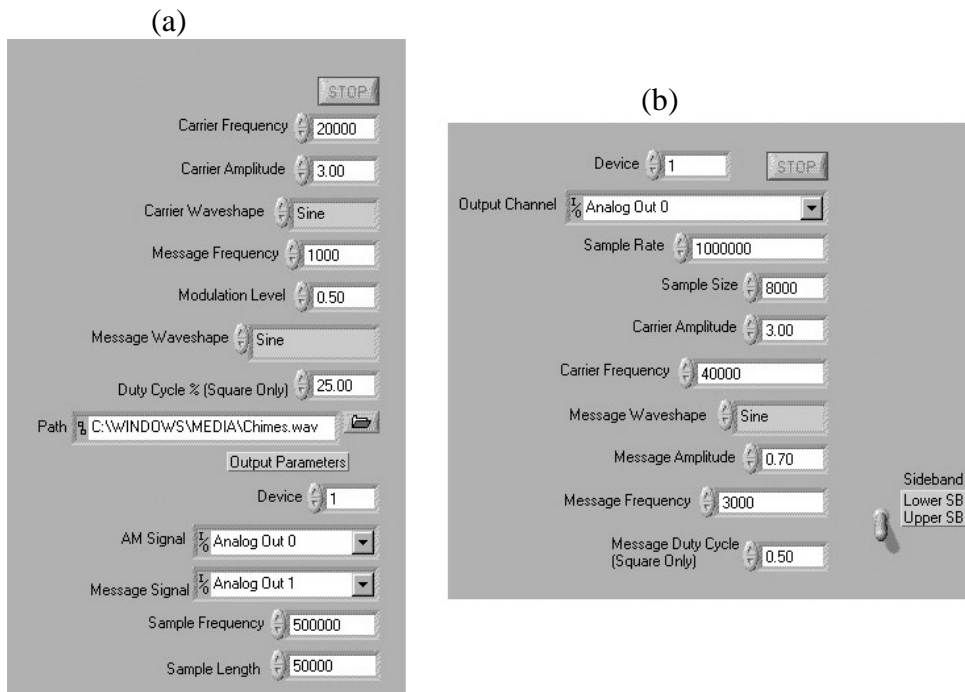 (a)
STOP
Carrier Frequency 20000
Carrier Amplitude 3.00
Carrier Waveshape Sine
Message Frequency 1000
Modulation Level 0.50
Message Waveshape Sine
Duty Cycle % (Square Only) 25.00
Path C:\WINDOWS\MEDIA\Chimes.wav
Output Parameters
Device 1
AM Signal I/O Analog Out 0
Message Signal I/O Analog Out 1
Sample Frequency 500000
Sample Length 50000
(b)
Device 1 STOP
Output Channel I/O Analog Out 0
Sample Rate 1000000
Sample Size 8000
Carrier Amplitude 3.00
Carrier Frequency 40000
Message Waveshape Sine
Message Amplitude 0.70
Message Frequency 3000
Message Duty Cycle
(Square Only) 0.50
Sideband
Lower SB
Upper SB